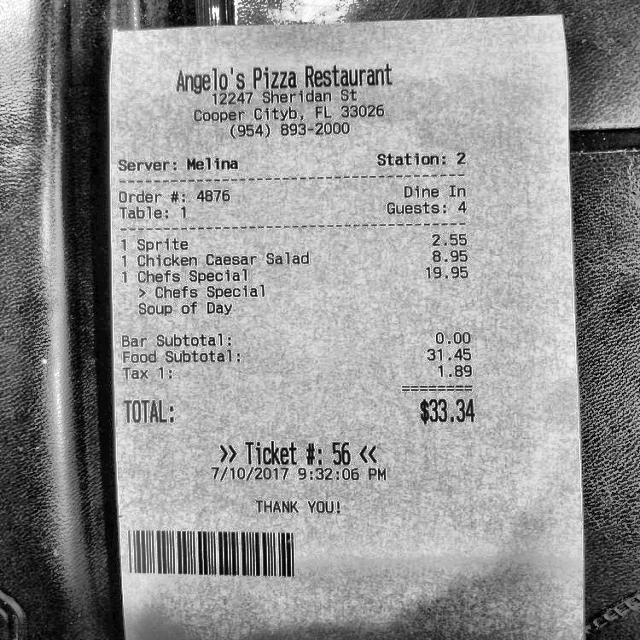 Angelo's Pizza Restaurant
12247 Sheridan St
Cooper Cityb, FL 33026
(954) 893-2000
Server: Melina Station: 2
Order #: 4876 Dine In
Table: 1 Guests: 4
1 Sprite 2.55
1 Chicken Caesar Salad 8.95
1 Chefs Special 19.95
> Chefs Special
Soup of Day
Bar Subtotal: 0.00
Food Subtotal: 31.45
Tax 1: 1.89
========
TOTAL: $33.34
>> Ticket #: 56 <<
7/10/2017 9:32:06 PM
THANK YOU!